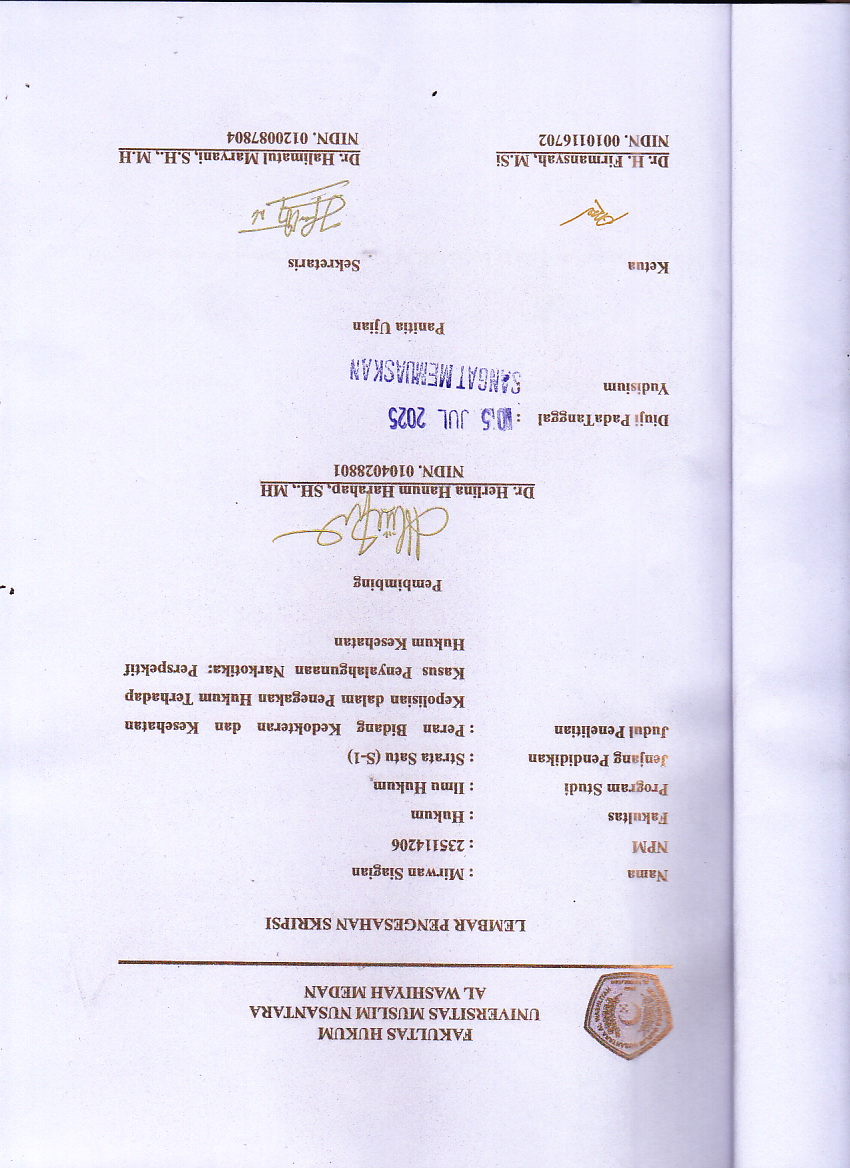 FAKULTAS HUKUM
UNIVERSITAS MUSLIM NUSANTARA
AL WASHIYAH MEDAN
LEMBAR PENGESAHAN SKRIPSI
Nama : Mirwan Siagian
NPM : 235114206
Fakultas : Hukum
Program Studi : Ilmu Hukum
Jenjang Pendidikan : Strata Satu (S-1)
Judul Penelitian : Peran Bidang Kedokteran dan Kesehatan
Kepolisian dalam Penegakan Hukum Terhadap
Kasus Penyalahgunaan Narkotika: Perspektif
Hukum Kesehatan
Pembimbing
Dr. Herlina Hanum Harahap, SH., MH
NIDN. 0104028801
Diuji PadaTanggal : 05 JUL 2025
Yudisium SANGAT MEMUASKAN
Panitia Ujian
Ketua Sekretaris
Dr. H. Firmansyah, M.Si Dr. Halimatul Maryani, S.H., M.H
NIDN. 0010116702 NIDN. 0120087804